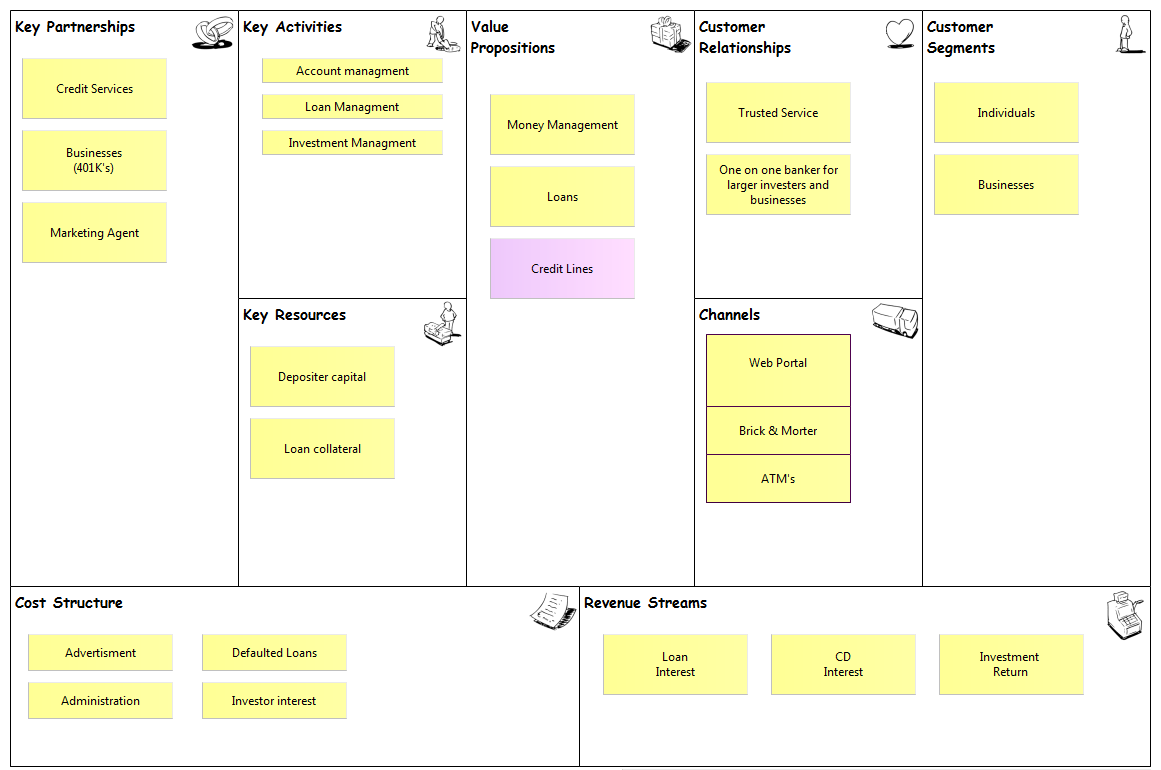 Key Partnerships
Credit Services
Businesses
(401K's)
Marketing Agent
Key Activities
Account managment
Loan Managment
Investment Managment
Key Resources
Depositer capital
Loan collateral
Value
Propositions
Money Management
Loans
Credit Lines
Customer
Relationships
Trusted Service
One on one banker for
larger investers and
businesses
Channels
Web Portal
Brick & Morter
ATM's
Customer
Segments
Individuals
Businesses
Cost Structure
Advertisment
Defaulted Loans
Administration
Investor interest
Revenue Streams
Loan
Interest
CD
Interest
Investment
Return